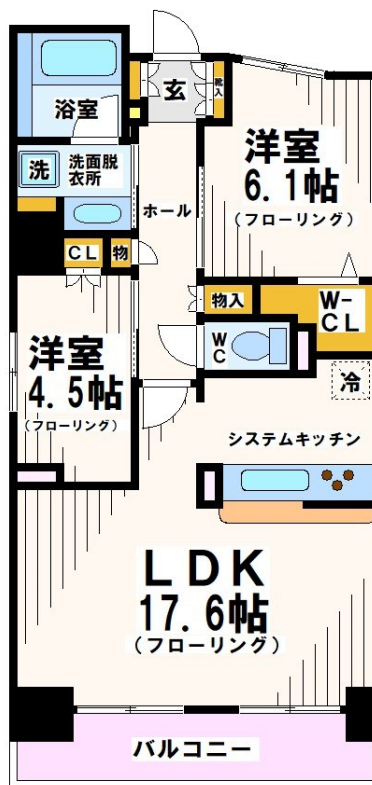 浴室
玄
靴入
洋室
6.1帖
(フローリング)
洗
洗面脱
衣所
ホール
CL
物
物入
W-
CL
WC
洋室
4.5帖
(フローリング)
冷
システムキッチン
LDK
17.6帖
(フローリング)
バルコニー